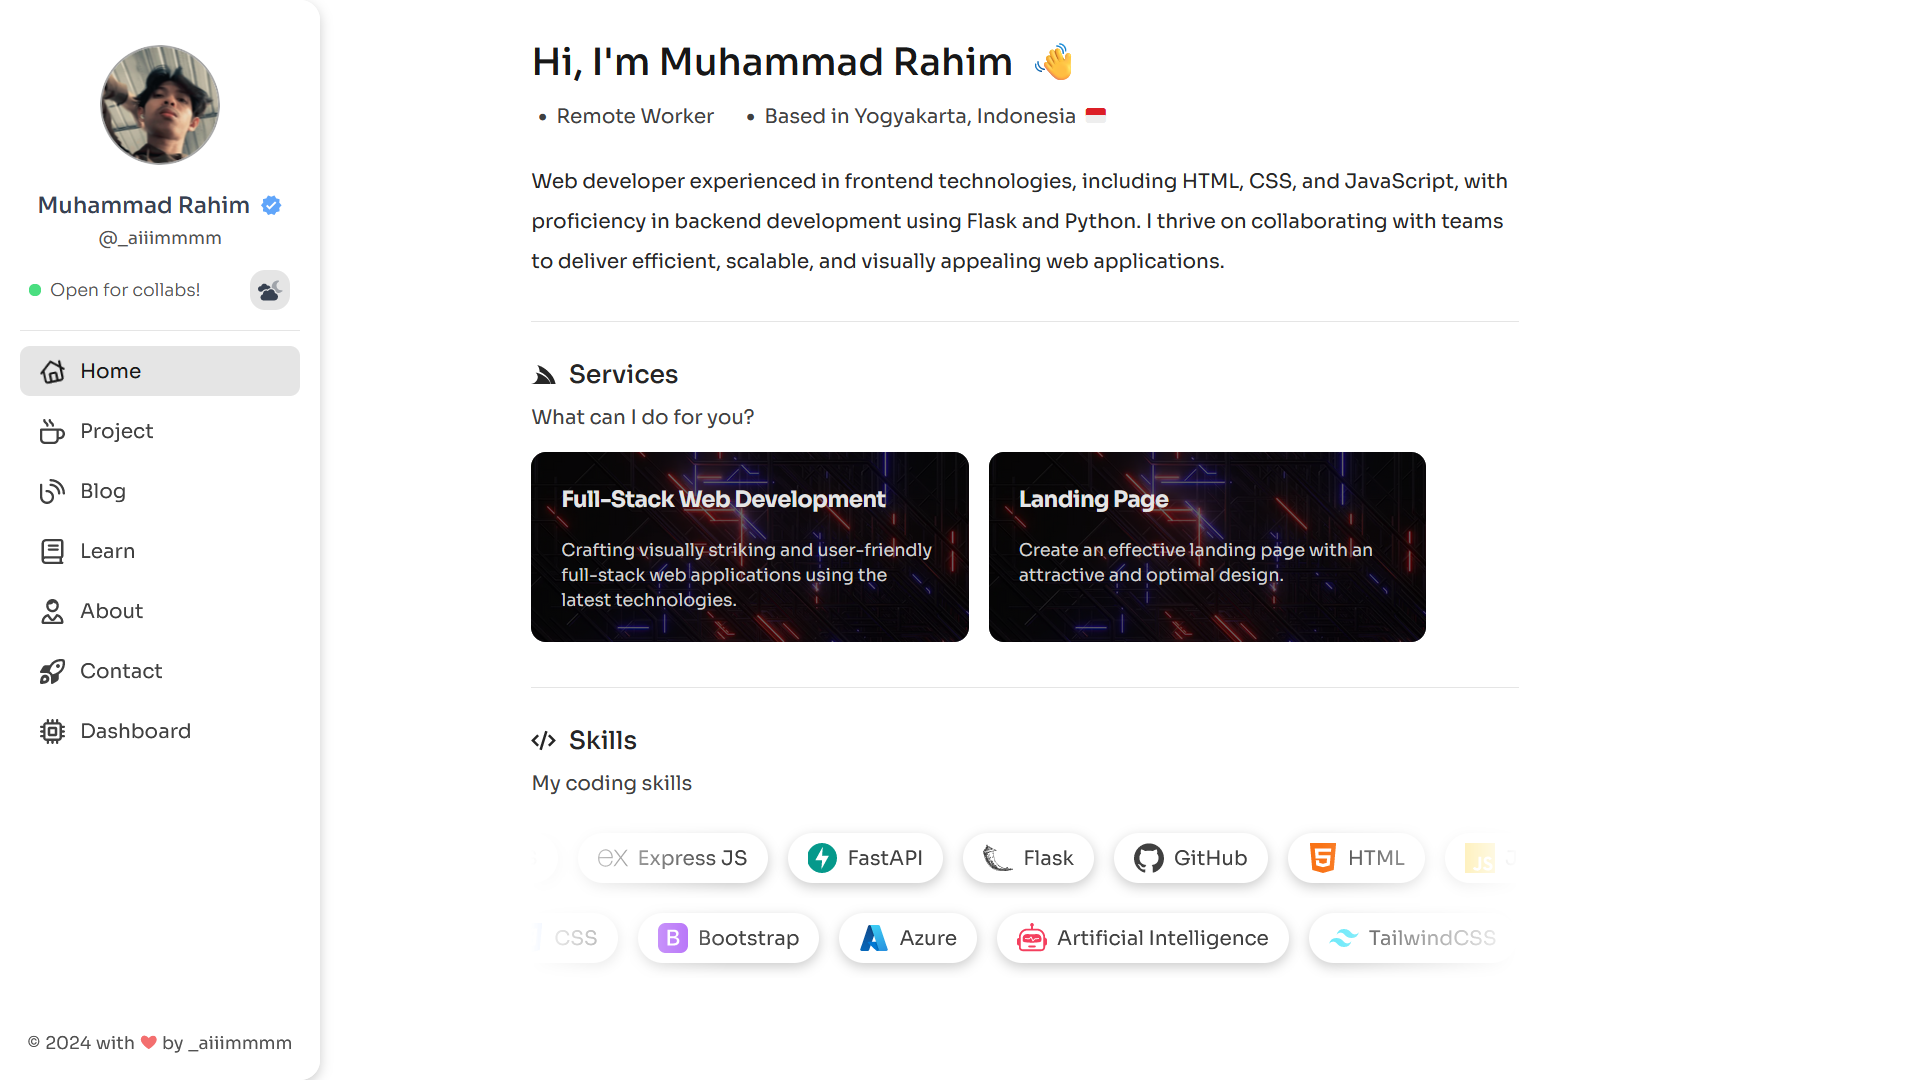 Muhammad Rahim
@_aiiimmmm
Open for collabs!
Home
Project
Blog
Learn
About
Contact
Dashboard
© 2024 with ❤ by _aiiimmmm
Hi, I'm Muhammad Rahim 👋
• Remote Worker • Based in Yogyakarta, Indonesia
Web developer experienced in frontend technologies, including HTML, CSS, and JavaScript, with
proficiency in backend development using Flask and Python. I thrive on collaborating with teams
to deliver efficient, scalable, and visually appealing web applications.
Services
What can I do for you?
Full-Stack Web Development
Crafting visually striking and user-friendly
full-stack web applications using the
latest technologies.
Landing Page
Create an effective landing page with an
attractive and optimal design.
</> Skills
My coding skills
ex Express JS FastAPI Flask GitHub 5 HTML JS J
CSS B Bootstrap Azure Artificial Intelligence TailwindCSS